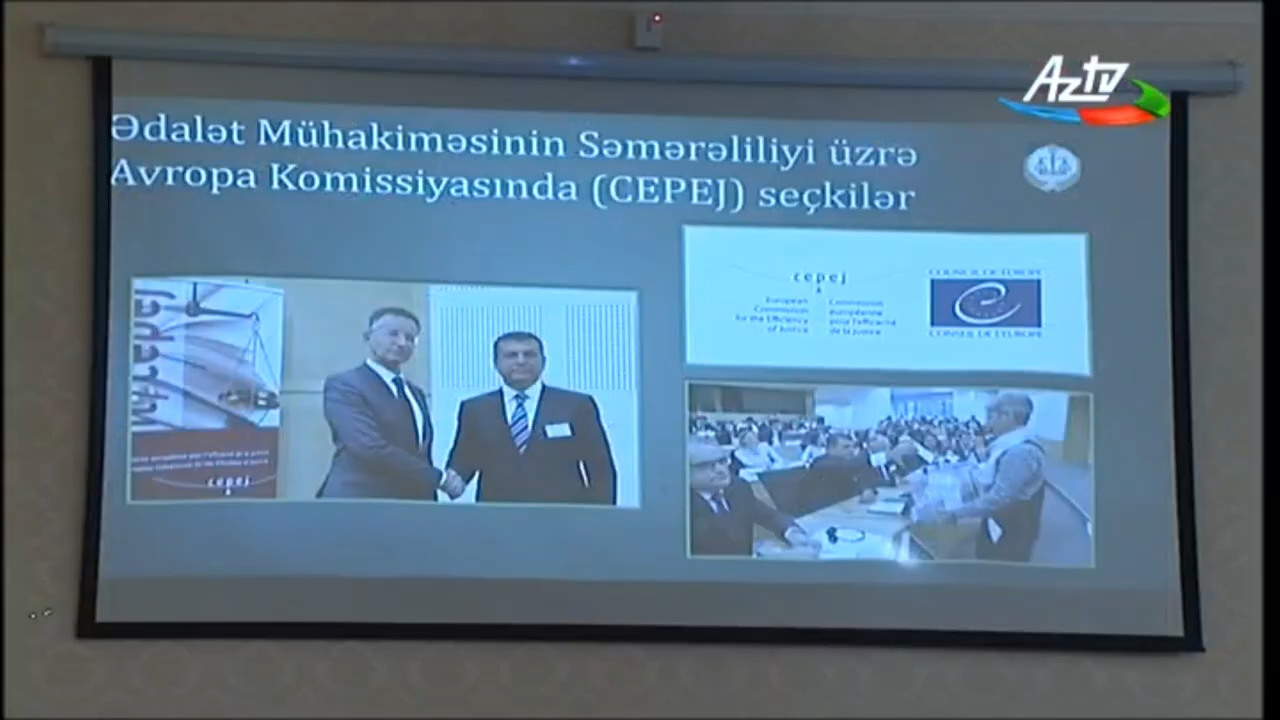 Aztv
Ədalət Mühakiməsinin Səmərəliliyi üzrə
Avropa Komissiyasında (CEPEJ) seçkilər
cepej
European
Commission
for the Efficiency
of Justice
Commission
européenne
pour l'efficacité
de la justice
COUNCIL OF EUROPE
CONSEIL DE L'EUROPE
cepej
cepej